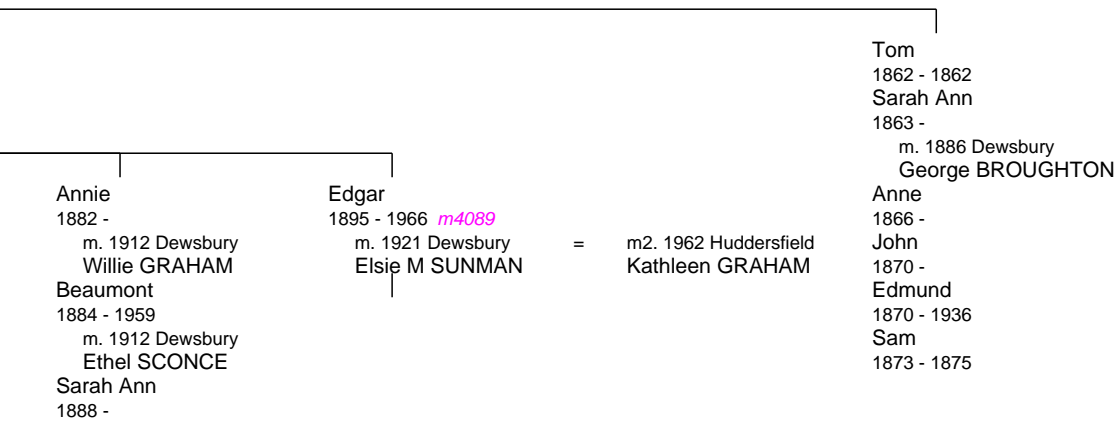 Tom
1862 - 1862
Sarah Ann
1863 -
m. 1886 Dewsbury
George BROUGHTON
Anne
1866 -
John
1870 -
Edmund
1870 - 1936
Sam
1873 - 1875
Annie
1882 -
m. 1912 Dewsbury
Willie GRAHAM
Beaumont
1884 - 1959
m. 1912 Dewsbury
Ethel SCONCE
Sarah Ann
1888 -
Edgar
1895 - 1966 m4089
m. 1921 Dewsbury = m2. 1962 Huddersfield
Elsie M SUNMAN Kathleen GRAHAM